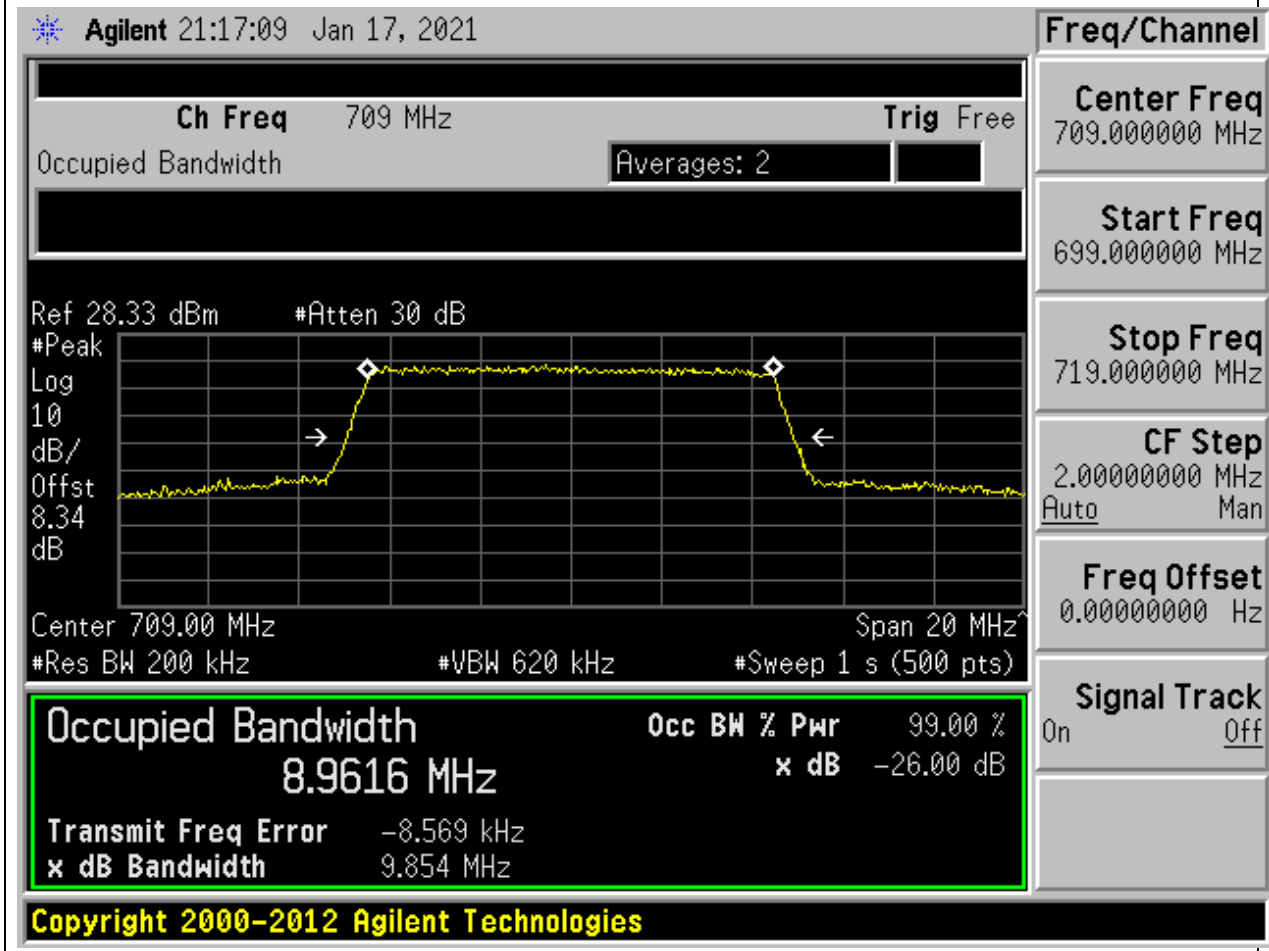 Agilent 21:17:09 Jan 17, 2021
Freq/Channel
Ch Freq 709 MHz Trig Free
Occupied Bandwidth Averages: 2
Center Freq
709.000000 MHz
Start Freq
699.000000 MHz
Stop Freq
719.000000 MHz
CF Step
2.00000000 MHz
Auto Man
Freq Offset
0.00000000 Hz
Signal Track
On Off
Ref 28.33 dBm #Atten 30 dB
#Peak
Log
10
dB/
Offst
8.34
dB
Center 709.00 MHz Span 20 MHz^
#Res BW 200 kHz #VBW 620 kHz #Sweep 1 s (500 pts)
Occupied Bandwidth Occ BW % Pwr 99.00 %
8.9616 MHz x dB -26.00 dB
Transmit Freq Error -8.569 kHz
x dB Bandwidth 9.854 MHz
Copyright 2000-2012 Agilent Technologies